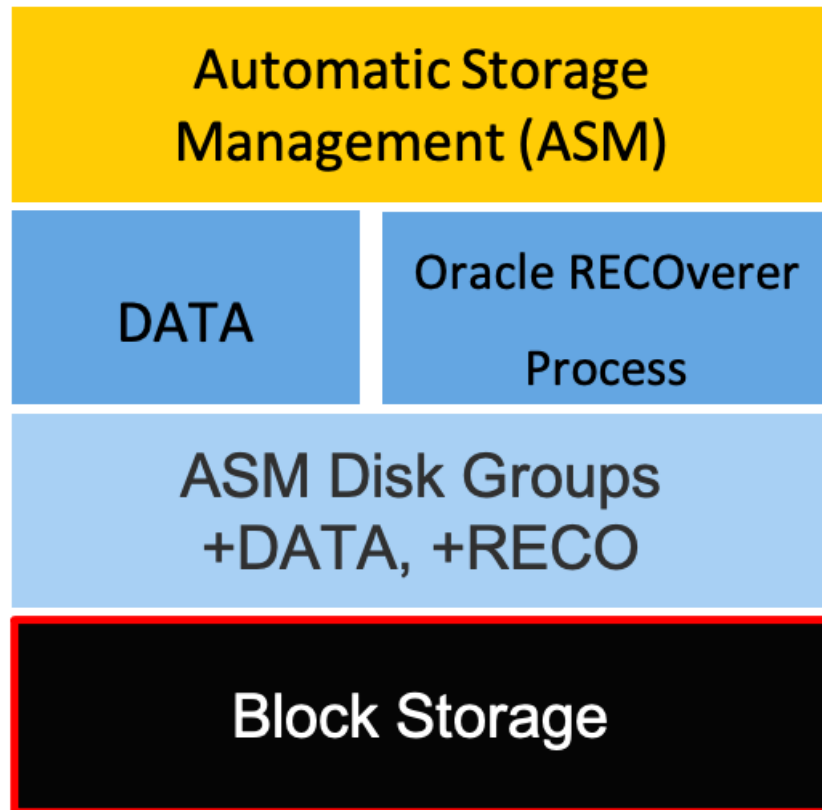 Automatic Storage
Management (ASM)
DATA
Oracle RECOverer
Process
ASM Disk Groups
+DATA, +RECO
Block Storage